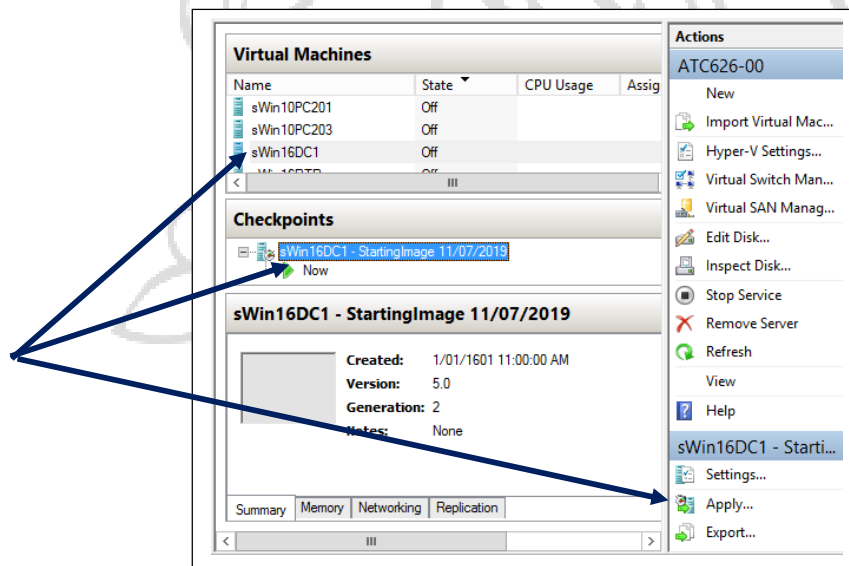 Virtual Machines
Name State CPU Usage Assig
sWin10PC201 Off
sWin10PC203 Off
sWin16DC1 Off
Checkpoints
sWin16DC1 - StartingImage 11/07/2019
Now
sWin16DC1 - StartingImage 11/07/2019
Created: 1/01/1601 11:00:00 AM
Version: 5.0
Generation: 2
Notes: None
Summary Memory Networking Replication
Actions
ATC626-00
New
Import Virtual Mac...
Hyper-V Settings...
Virtual Switch Man...
Virtual SAN Manag...
Edit Disk...
Inspect Disk...
Stop Service
Remove Server
Refresh
View
Help
sWin16DC1 - Starti...
Settings...
Apply...
Export...